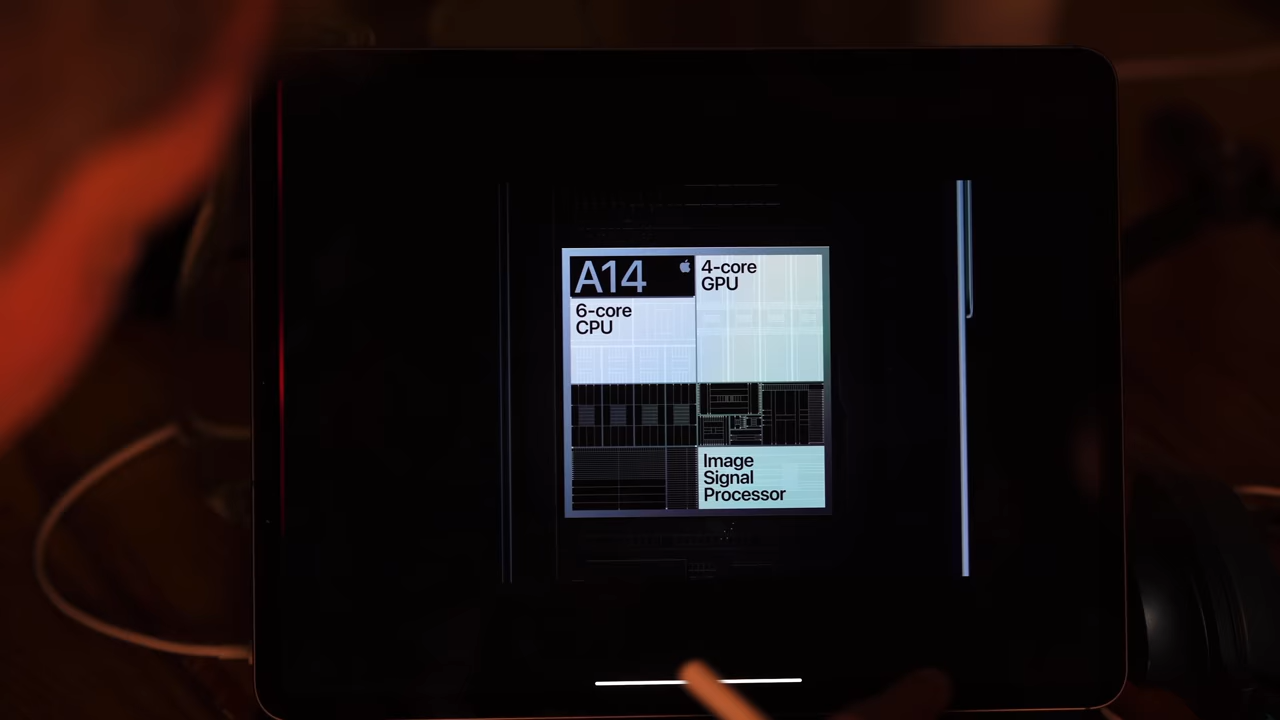 A14
6-core
CPU
4-core
GPU
Image
Signal
Processor